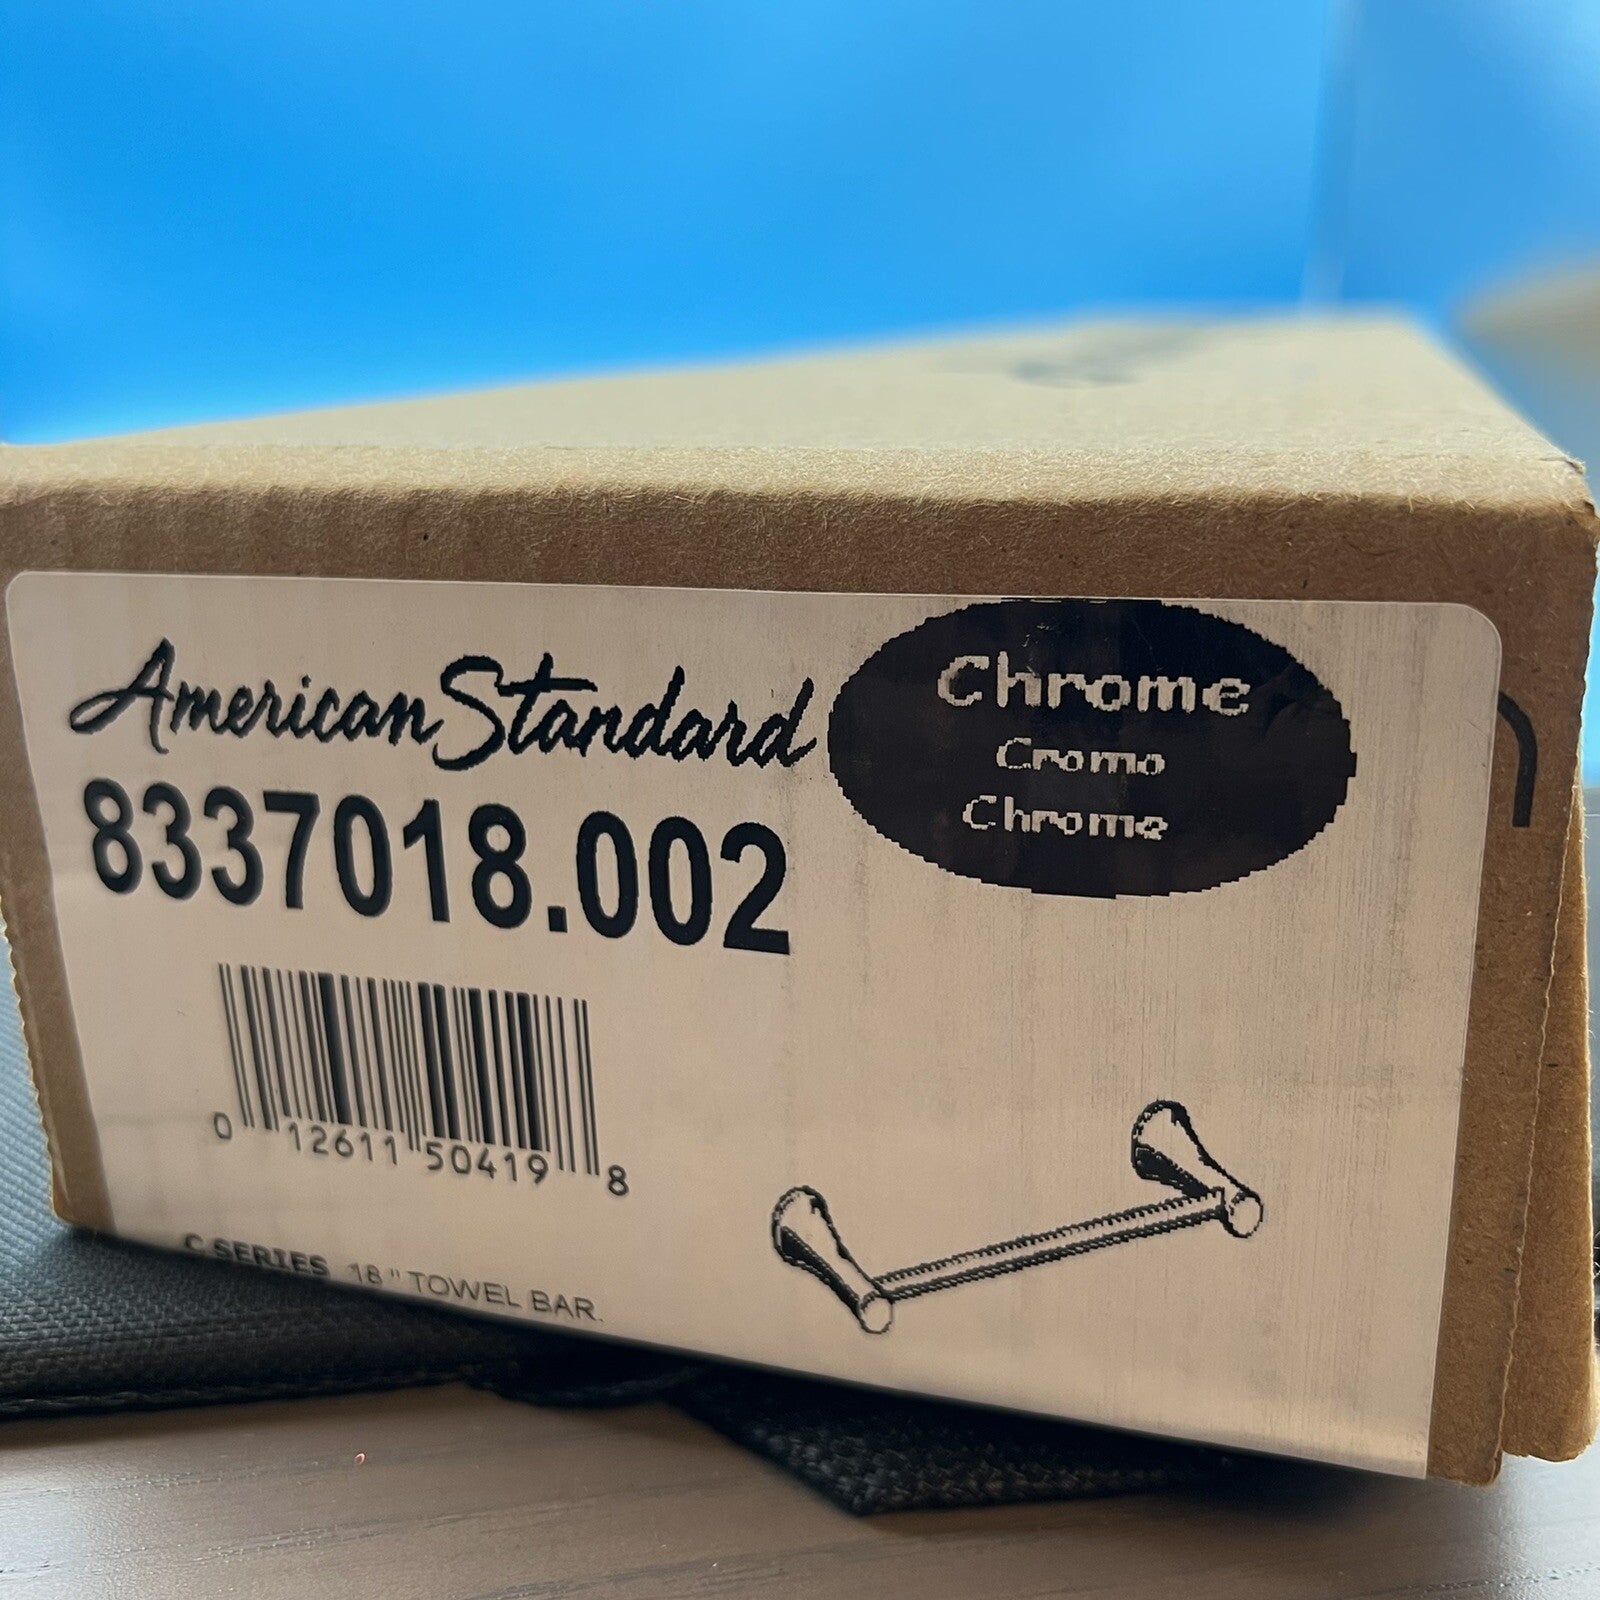 American Standard
8337018.002
Chrome
Cromo
Chrome
0 12611 50419 8
C SERIES 18" TOWEL BAR.